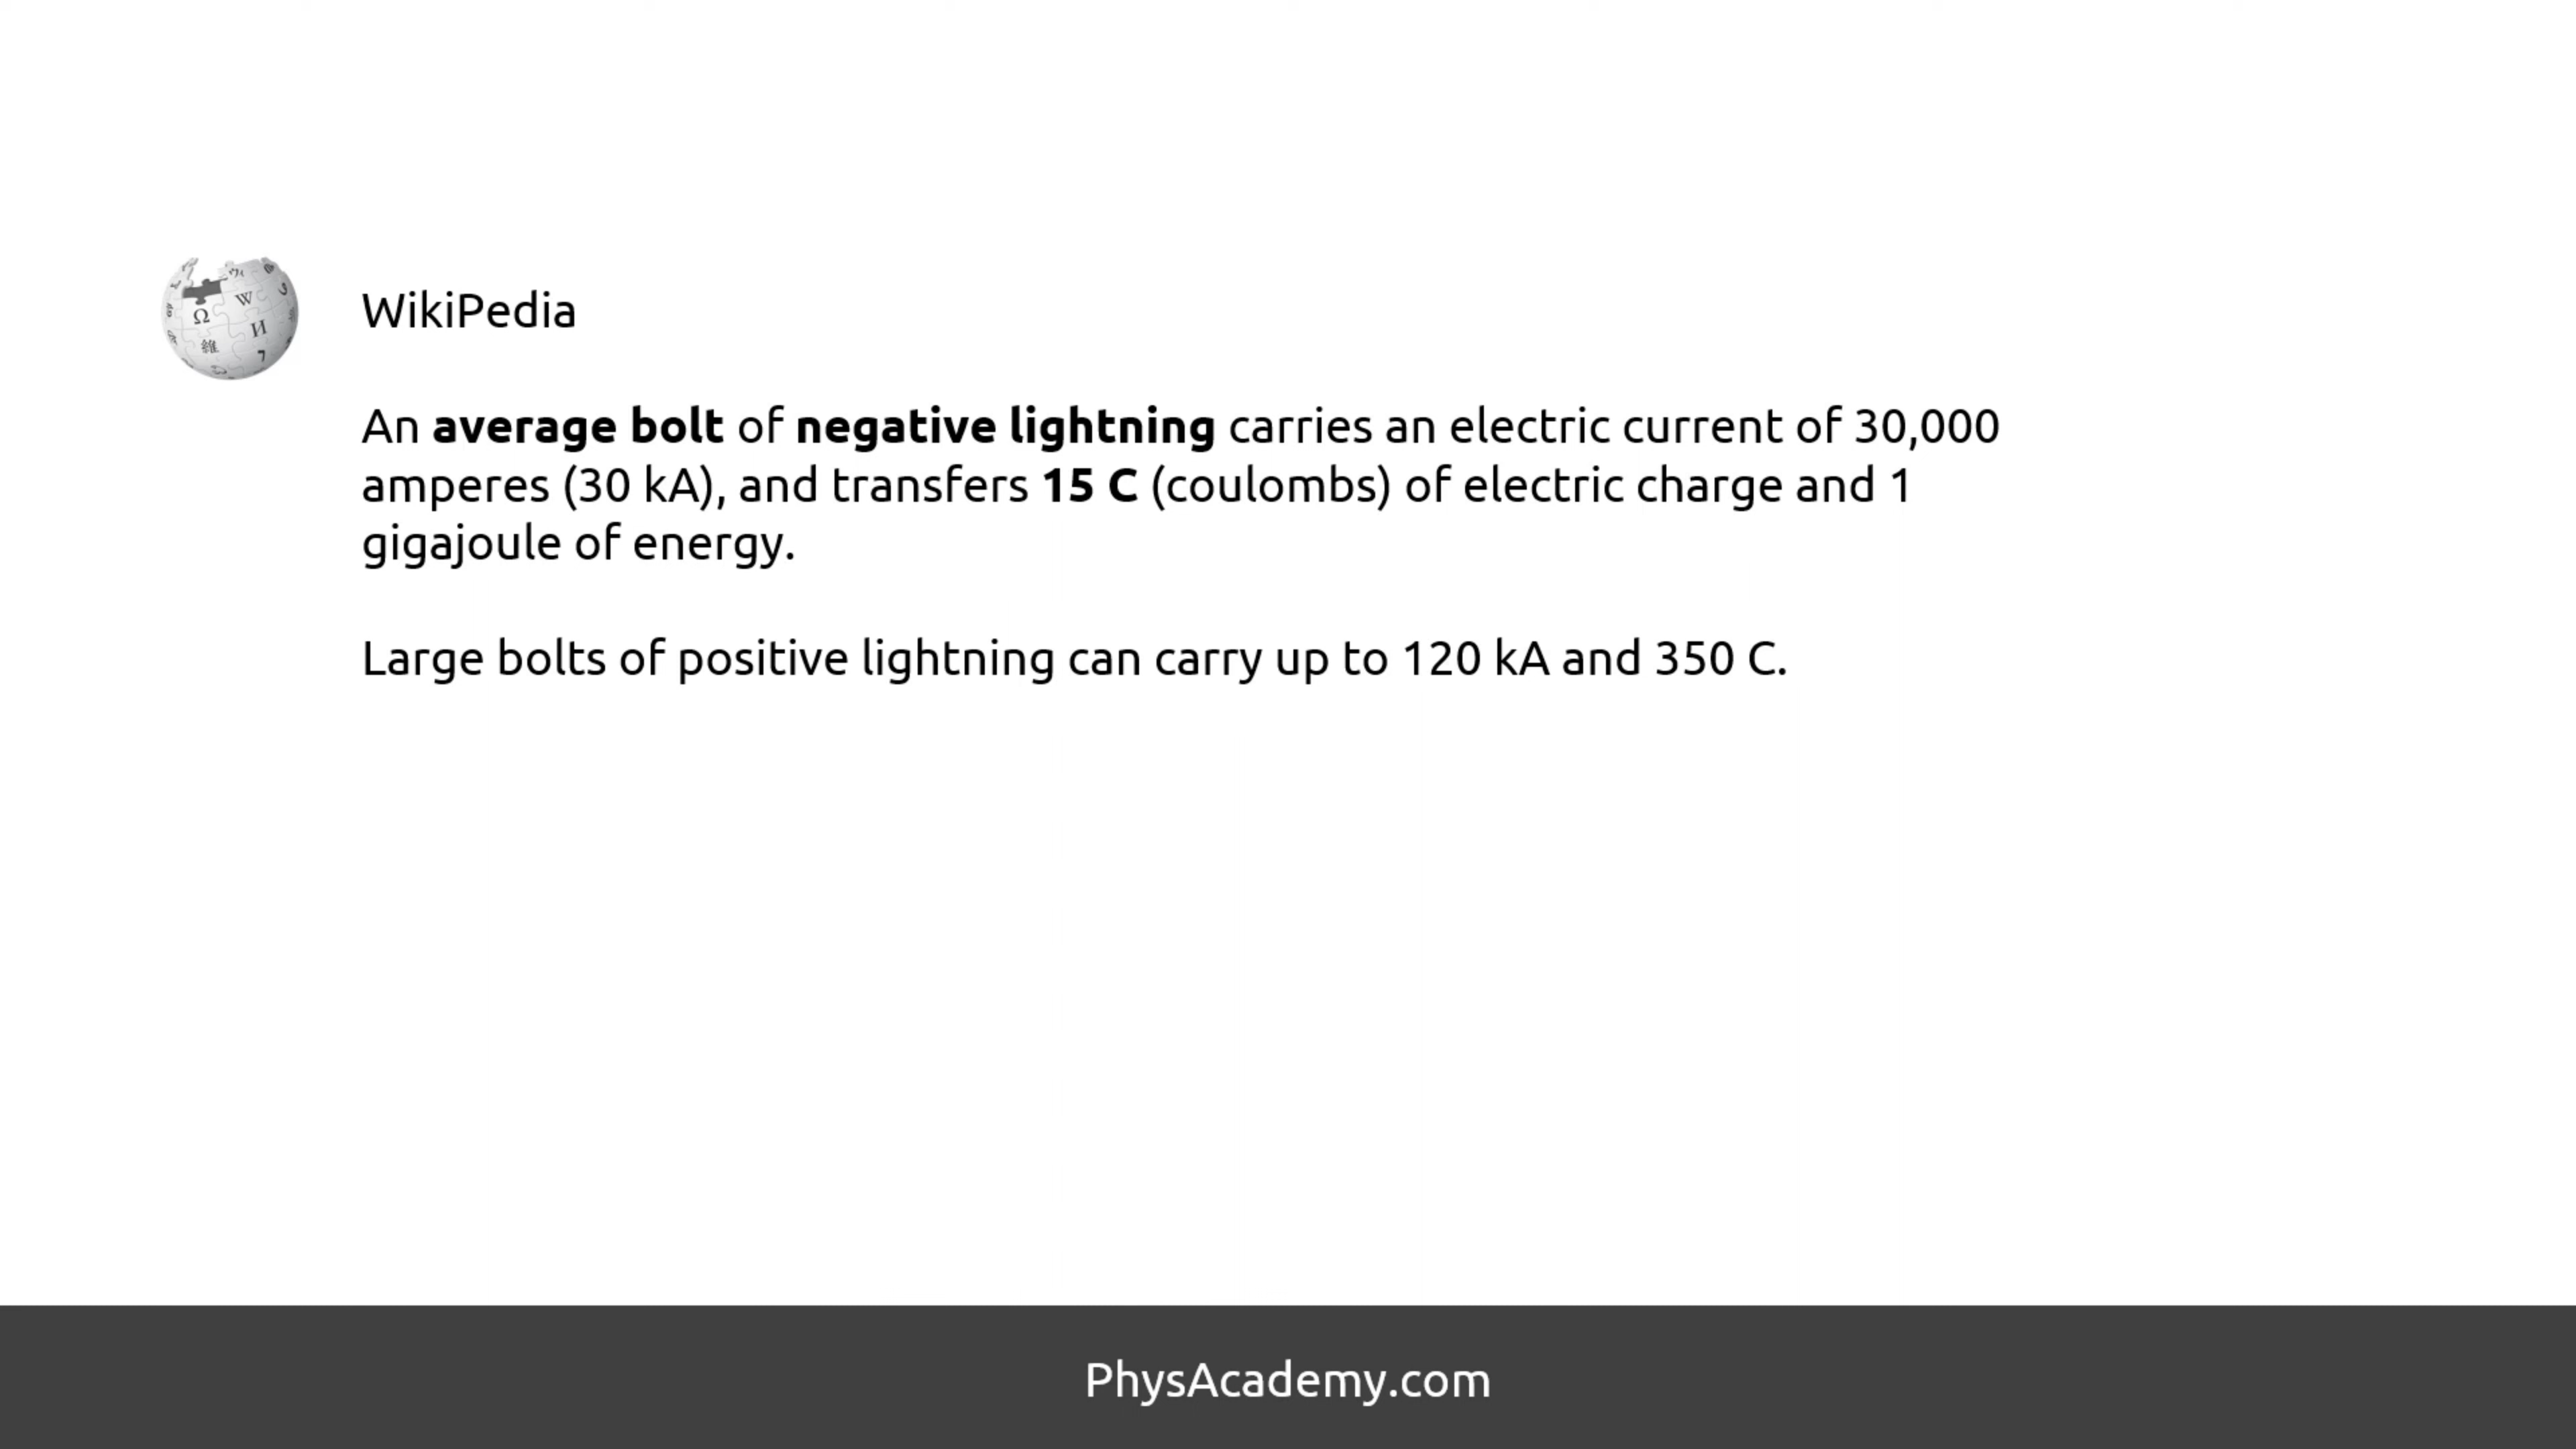 WikiPedia
An average bolt of negative lightning carries an electric current of 30,000
amperes (30 kA), and transfers 15 C (coulombs) of electric charge and 1
gigajoule of energy.
Large bolts of positive lightning can carry up to 120 kA and 350 C.
PhysAcademy.com